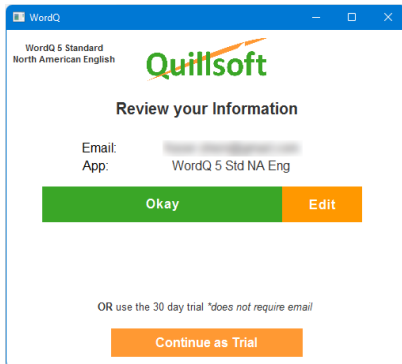 WordQ
WordQ 5 Standard
North American English
Quillsoft
Review your Information
Email:
App: WordQ 5 Std NA Eng
Okay Edit
OR use the 30 day trial *does not require email
Continue as Trial